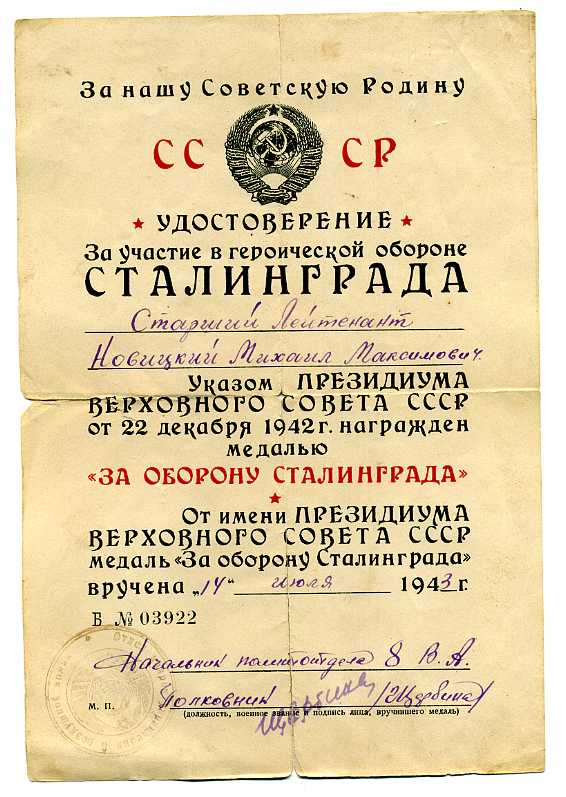 За нашу Советскую Родину
СС СР
УДОСТОВЕРЕНИЕ
За участие в героической обороне
СТАЛИНГРАДА
Старший Лейтенант
Новицкий Михаил Максимович.
Указом ПРЕЗИДИУМА
ВЕРХОВНОГО СОВЕТА СССР
от 22 декабря 1942 г. награжден
медалью
«ЗА ОБОРОНУ СТАЛИНГРАДА»
От имени ПРЕЗИДИУМА
ВЕРХОВНОГО СОВЕТА СССР
медаль «За оборону Сталинграда»
вручена „14" июля 1943 г.
Б № 03922
Начальник политотдела 8 В. А.
Полковник Щербина /Щербина/
М. П. (должность, военное звание и подпись лица, вручившего медаль)